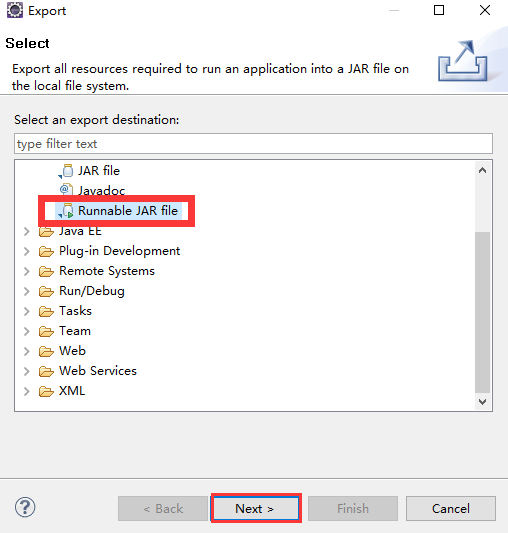 Export
Select
Export all resources required to run an application into a JAR file on
the local file system.
Select an export destination:
type filter text
JAR file
Javadoc
Runnable JAR file
Java EE
Plug-in Development
Remote Systems
Run/Debug
Tasks
Team
Web
Web Services
XML
?
< Back
Next >
Finish
Cancel